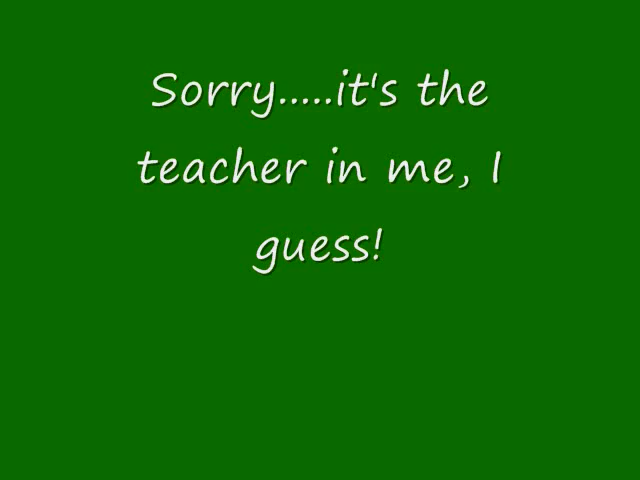 Sorry.....it's the
teacher in me, I
guess!